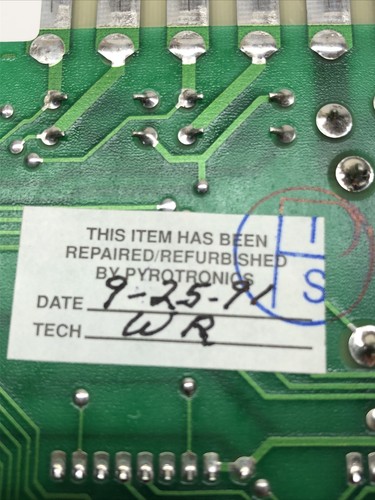 THIS ITEM HAS BEEN
REPAIRED/REFURBISHED
BY PYROTRONICS
DATE 9-25-91
TECH WR
S